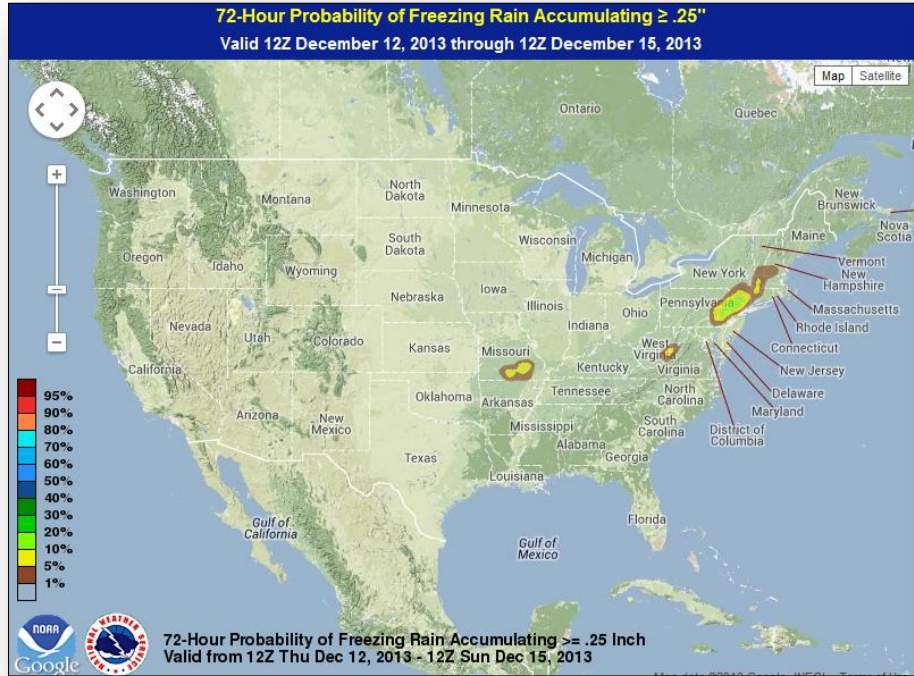 72-Hour Probability of Freezing Rain Accumulating ≥ .25"
Valid 12Z December 12, 2013 through 12Z December 15, 2013
Map Satellite
Ontario
Quebec
Washington
Montana
North
Dakota
Minnesota
New
Brunswick
Nova
Scotia
Maine
Oregon
Idaho
Wyoming
South
Dakota
Wisconsin
Michigan
New York
Vermont
New
Hampshire
Massachusetts
Rhode Island
Connecticut
New Jersey
Delaware
Maryland
District of
Columbia
Nebraska
Iowa
Illinois
Indiana
Ohio
Pennsylvania
Nevada
Utah
Colorado
Kansas
Missouri
Kentucky
West
Virginia
Virginia
California
Arizona
New
Mexico
Oklahoma
Arkansas
Tennessee
North
Carolina
Mississippi
Alabama
South
Carolina
Georgia
Texas
Louisiana
Florida
Gulf of
California
Gulf of
Mexico
Mexico
95%
90%
80%
70%
60%
50%
40%
30%
20%
10%
5%
1%
NOAA
Google
NATIONAL WEATHER SERVICE
72-Hour Probability of Freezing Rain Accumulating >= .25 Inch
Valid from 12Z Thu Dec 12, 2013 - 12Z Sun Dec 15, 2013